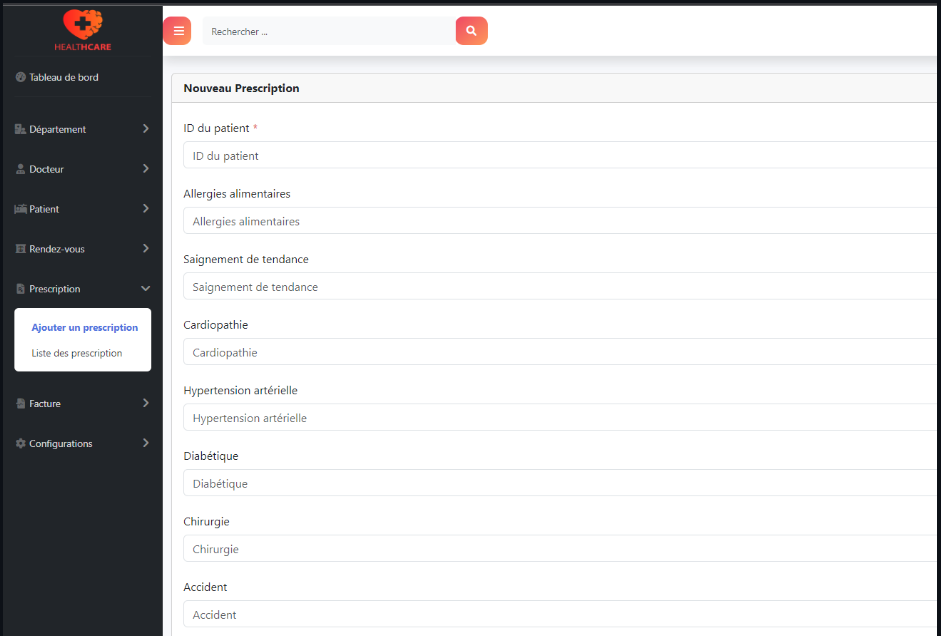 HEALTHCARE
Rechercher ...
Tableau de bord
Département
Docteur
Patient
Rendez-vous
Prescription
Ajouter un prescription
Liste des prescription
Facture
Configurations
Nouveau Prescription
ID du patient *
ID du patient
Allergies alimentaires
Allergies alimentaires
Saignement de tendance
Saignement de tendance
Cardiopathie
Cardiopathie
Hypertension artérielle
Hypertension artérielle
Diabétique
Diabétique
Chirurgie
Chirurgie
Accident
Accident